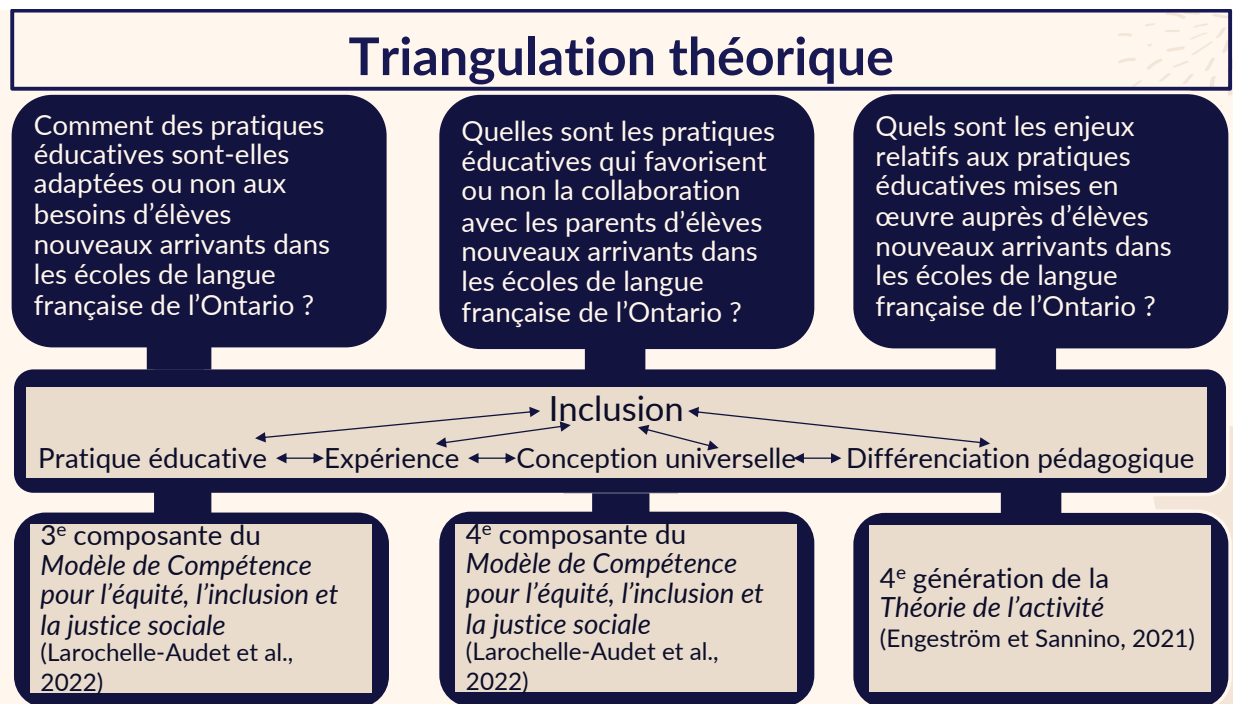 Triangulation théorique
Comment des pratiques
éducatives sont-elles
adaptées ou non aux
besoins d’élèves
nouveaux arrivants dans
les écoles de langue
française de l’Ontario ?
Quelles sont les pratiques
éducatives qui favorisent
ou non la collaboration
avec les parents d’élèves
nouveaux arrivants dans
les écoles de langue
française de l’Ontario ?
Quels sont les enjeux
relatifs aux pratiques
éducatives mises en
œuvre auprès d’élèves
nouveaux arrivants dans
les écoles de langue
française de l’Ontario ?
Inclusion
Pratique éducative Expérience Conception universelle Différenciation pédagogique
3e composante du
Modèle de Compétence
pour l’équité, l’inclusion et
la justice sociale
(Larochelle-Audet et al.,
2022)
4e composante du
Modèle de Compétence
pour l’équité, l’inclusion et
la justice sociale
(Larochelle-Audet et al.,
2022)
4e génération de la
Théorie de l’activité
(Engeström et Sannino, 2021)